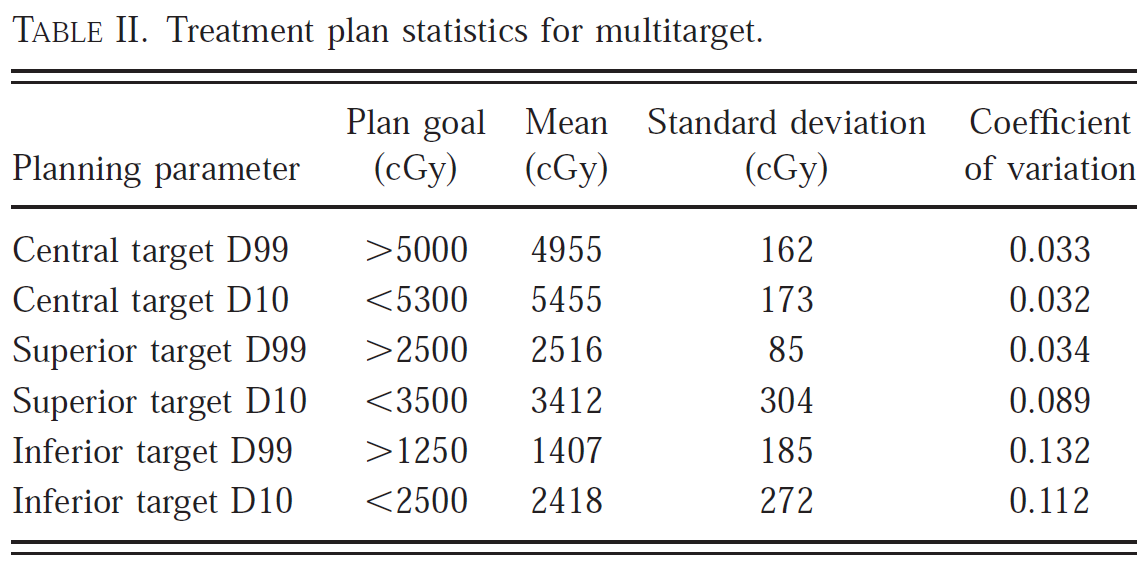 TABLE II. Treatment plan statistics for multitarget.
Plan goal Mean Standard deviation Coefficient
Planning parameter (cGy) (cGy) (cGy) of variation
Central target D99 >5000 4955 162 0.033
Central target D10 <5300 5455 173 0.032
Superior target D99 >2500 2516 85 0.034
Superior target D10 <3500 3412 304 0.089
Inferior target D99 >1250 1407 185 0.132
Inferior target D10 <2500 2418 272 0.112